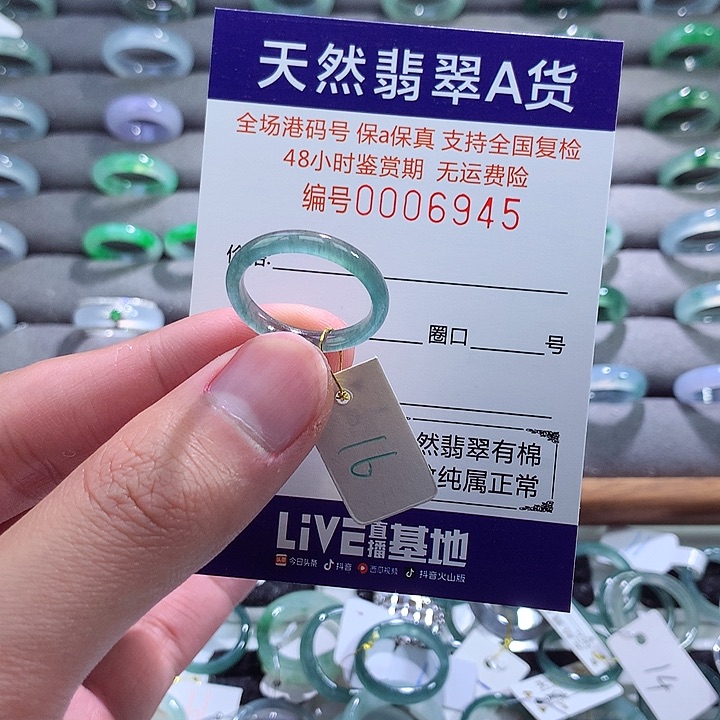 天然翡翠A货
全场港码号 保a保真 支持全国复检
48小时鉴赏期 无运费险
编号0006945
圈口 号
16
然翡翠有棉
纯属正常
LiVE直播基地
今日头条 抖音 西瓜视频 抖音火山版
14